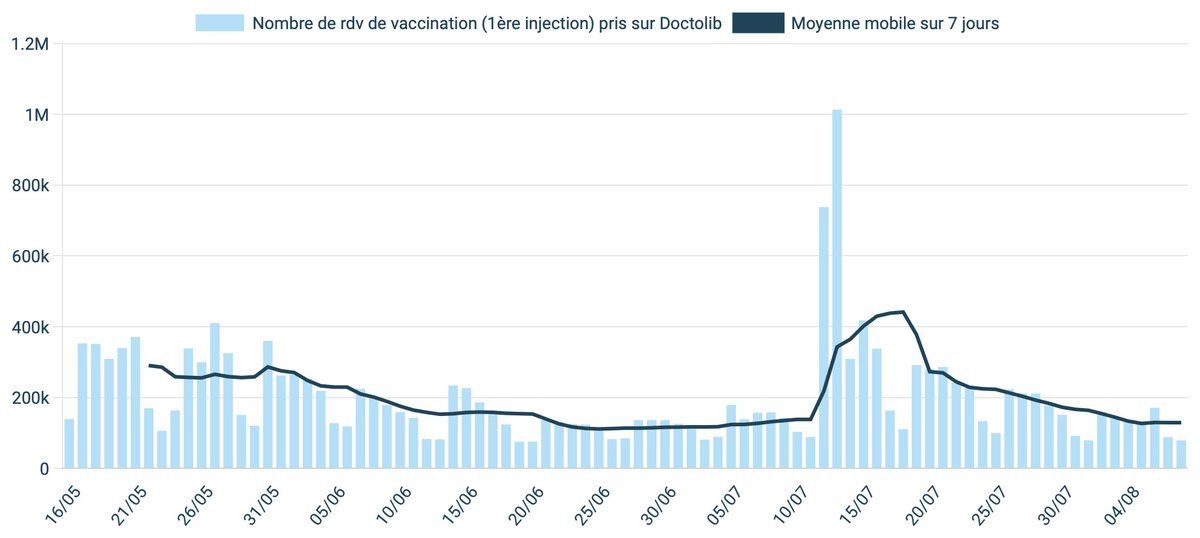 Nombre de rdv de vaccination (1ère injection) pris sur Doctolib Moyenne mobile sur 7 jours
1.2M
1M
800k
600k
400k
200k
0
16/05 21/05 26/05 31/05 05/06 10/06 15/06 20/06 25/06 30/06 05/07 10/07 15/07 20/07 25/07 30/07 04/08